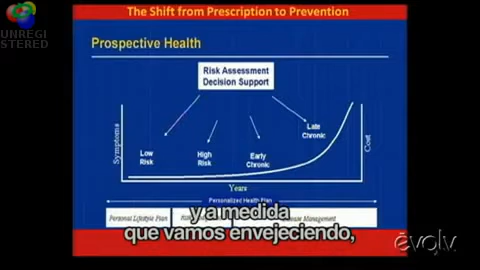 UNREGI
STERED
The Shift from Prescription to Prevention
Prospective Health
Risk Assessment
Decision Support
Symptoms
Low
Risk
High
Risk
Early
Chronic
Late
Chronic
Cost
Years
Personalized Health Plan
Personal Lifestyle Plan
Management
y a medida
que vamos envejeciendo,
evolv